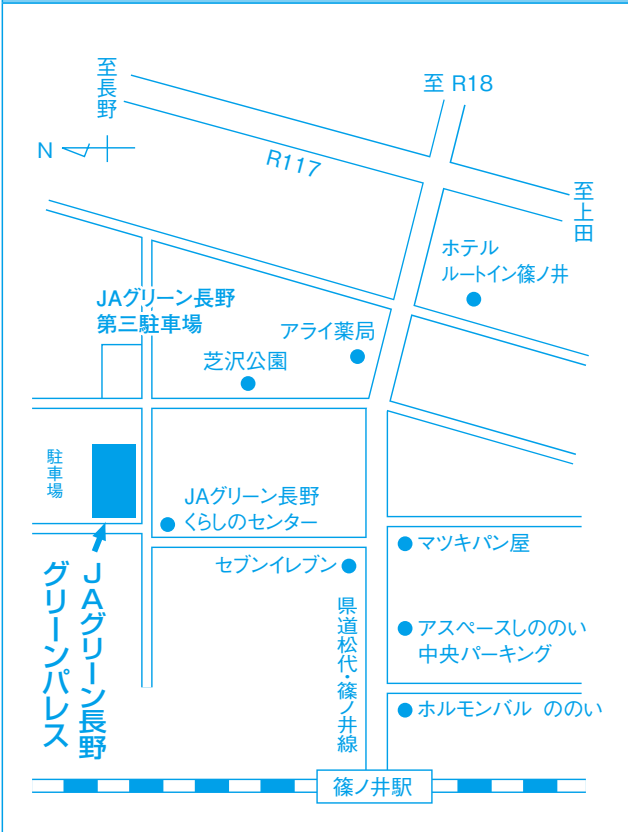 至長野
至 R18
N
R117
至上田
ホテル
ルートイン篠ノ井
JAグリーン長野
第三駐車場
アライ薬局
芝沢公園
駐車場
JAグリーン長野
くらしのセンター
マツキパン屋
セブンイレブン
JAグリーン長野
グリーンパレス
県道松代・篠ノ井線
アスペースしののい
中央パーキング
ホルモンバル ののい
篠ノ井駅